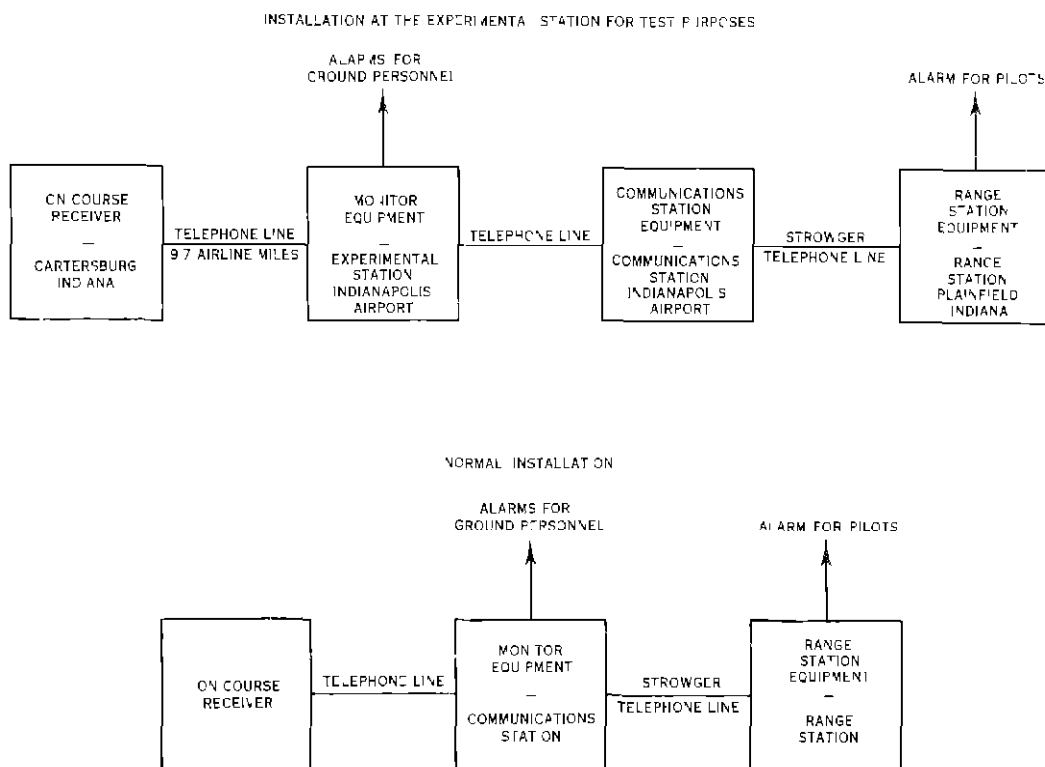 INSTALLATION AT THE EXPERIMENTAL STATION FOR TEST PURPOSES
ALARMS FOR
GROUND PERSONNEL
ALARM FOR PILOTS
ON COURSE
RECEIVER
—
CARTERSBURG
INDIANA
TELEPHONE LINE
9.7 AIRLINE MILES
MONITOR
EQUIPMENT
—
EXPERIMENTAL
STATION
INDIANAPOLIS
AIRPORT
TELEPHONE LINE
COMMUNICATIONS
STATION
EQUIPMENT
—
COMMUNICATIONS
STATION
INDIANAPOLIS
AIRPORT
STROWGER
TELEPHONE LINE
RANGE
STATION
EQUIPMENT
—
RANGE
STATION
PLAINFIELD
INDIANA
NORMAL INSTALLATION
ALARMS FOR
GROUND PERSONNEL
ALARM FOR PILOTS
ON COURSE
RECEIVER
TELEPHONE LINE
MONITOR
EQUIPMENT
—
COMMUNICATIONS
STATION
STROWGER
TELEPHONE LINE
RANGE
STATION
EQUIPMENT
—
RANGE
STATION